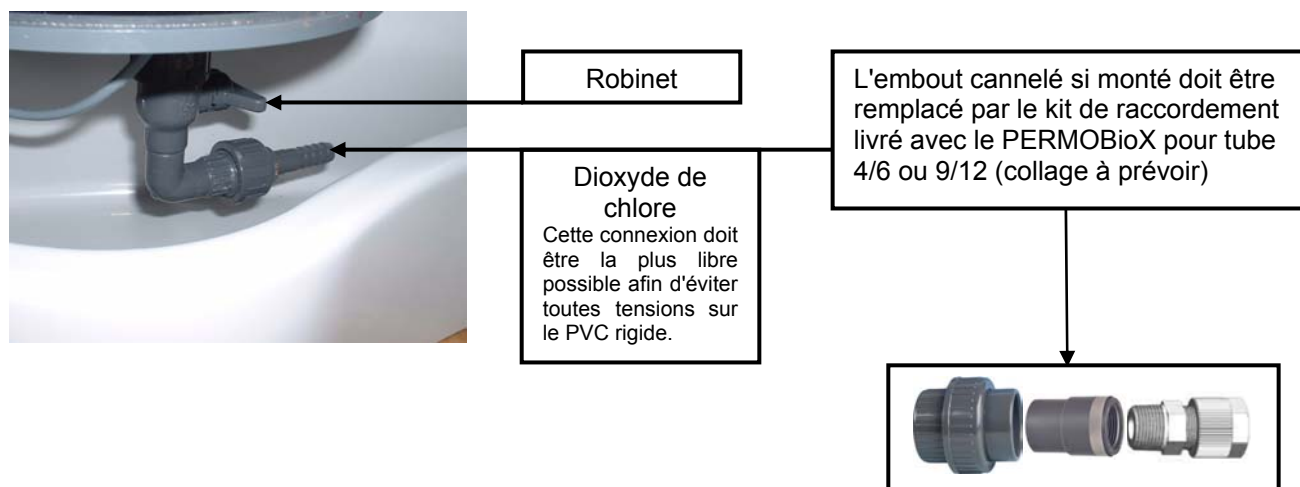 Robinet
L'embout cannelé si monté doit être
remplacé par le kit de raccordement
livré avec le PERMOBioX pour tube
4/6 ou 9/12 (collage à prévoir)
Dioxyde de
chlore
Cette connexion doit
être la plus libre
possible afin d'éviter
toutes tensions sur
le PVC rigide.